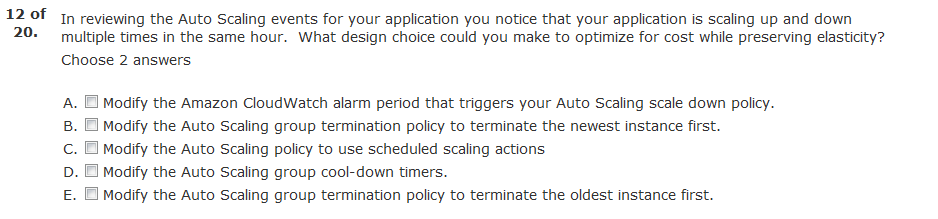 12 of 20.
In reviewing the Auto Scaling events for your application you notice that your application is scaling up and down
multiple times in the same hour.  What design choice could you make to optimize for cost while preserving elasticity?
Choose 2 answers
A. Modify the Amazon CloudWatch alarm period that triggers your Auto Scaling scale down policy.
B. Modify the Auto Scaling group termination policy to terminate the newest instance first.
C. Modify the Auto Scaling policy to use scheduled scaling actions
D. Modify the Auto Scaling group cool-down timers.
E. Modify the Auto Scaling group termination policy to terminate the oldest instance first.